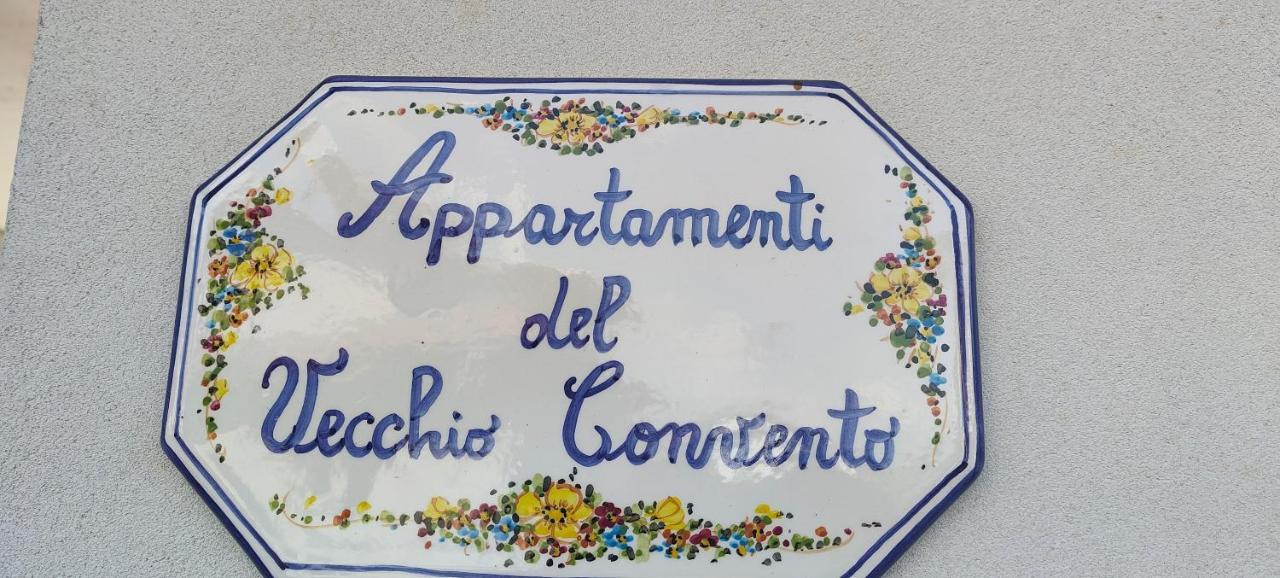 Appartamenti
del
Vecchio Convento